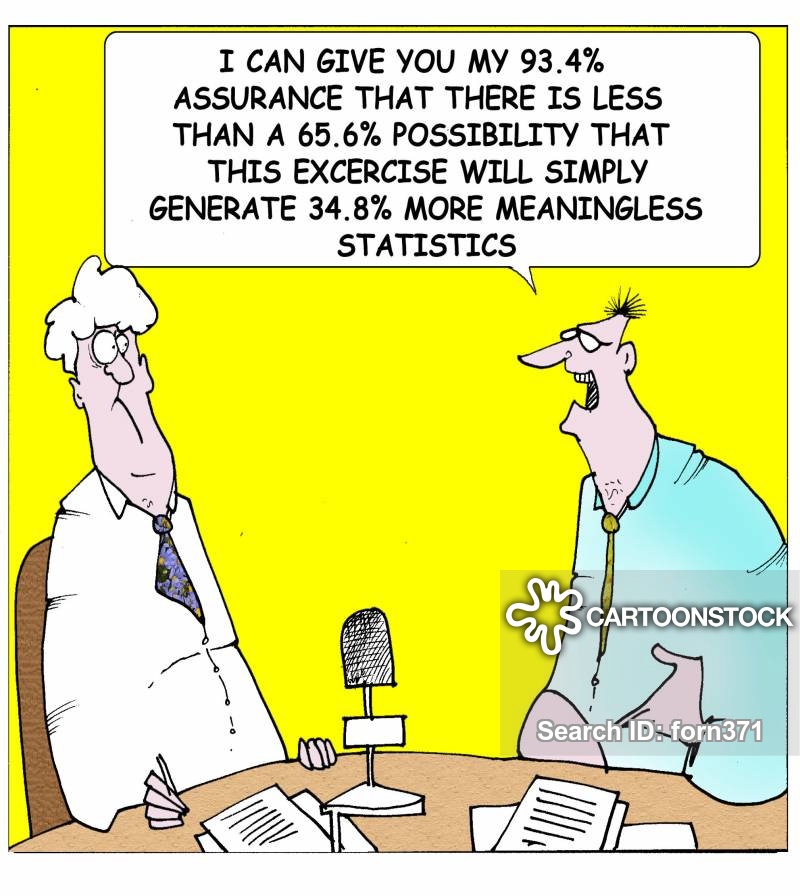 I CAN GIVE YOU MY 93.4%
ASSURANCE THAT THERE IS LESS
THAN A 65.6% POSSIBILITY THAT
THIS EXCERCISE WILL SIMPLY
GENERATE 34.8% MORE MEANINGLESS
STATISTICS
CARTOONSTOCK
Search ID: forn371